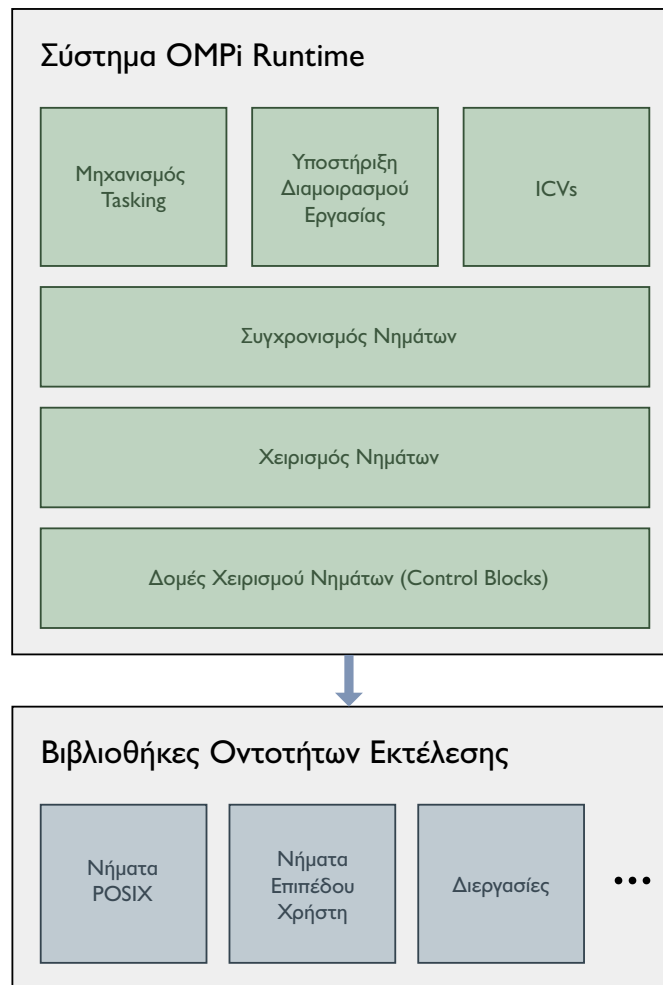 Σύστημα OMPi Runtime
Μηχανισμός
Tasking
Υποστήριξη
Διαμοιρασμού
Εργασίας
ICVs
Συγχρονισμός Νημάτων
Χειρισμός Νημάτων
Δομές Χειρισμού Νημάτων (Control Blocks)
Βιβλιοθήκες Οντοτήτων Εκτέλεσης
Νήματα
POSIX
Νήματα
Επιπέδου
Χρήστη
Διεργασίες
...